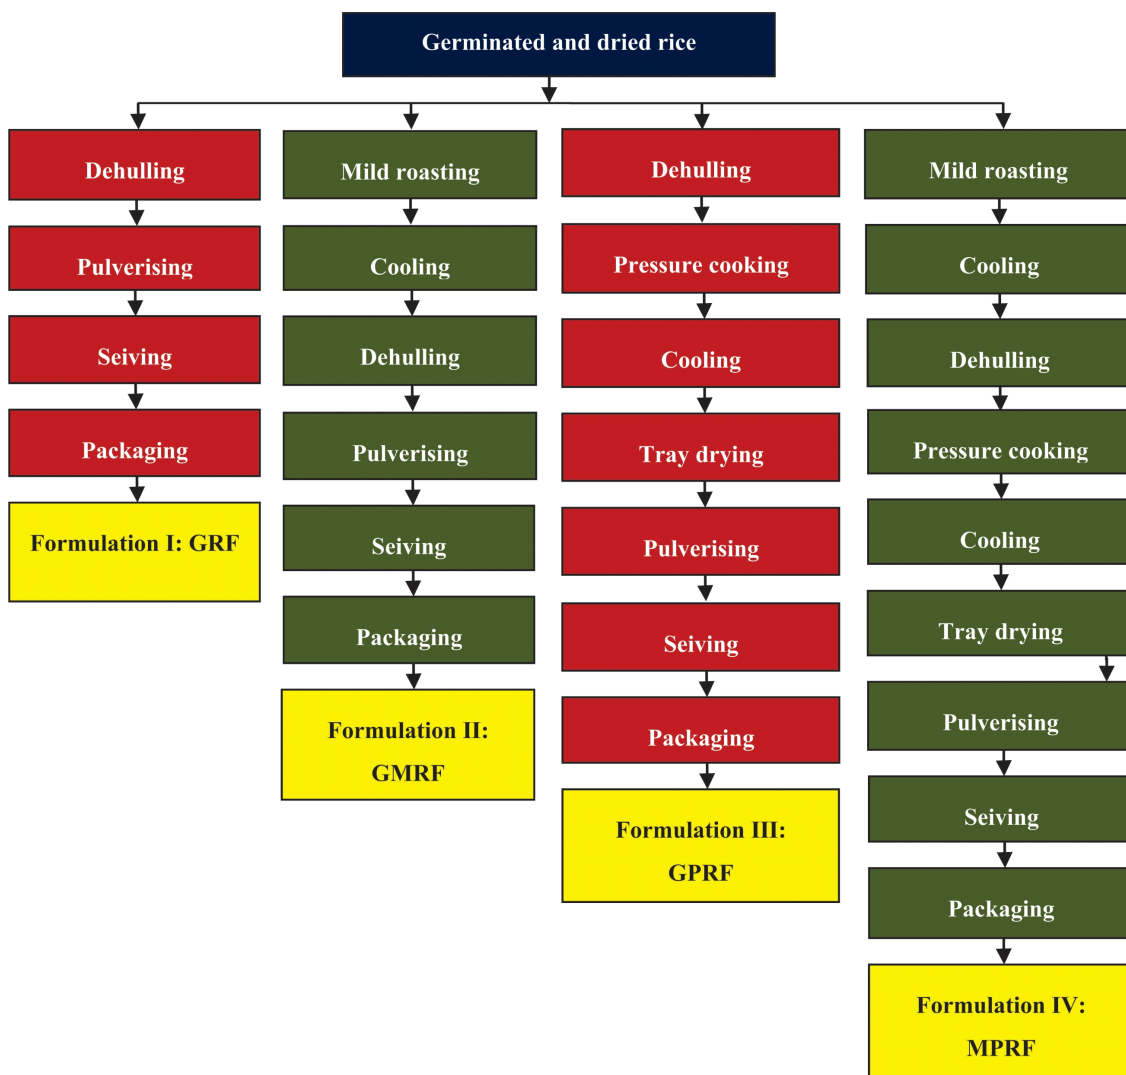 Germinated and dried rice
Dehulling
Pulverising
Seiving
Packaging
Formulation I: GRF
Mild roasting
Cooling
Dehulling
Pulverising
Seiving
Packaging
Formulation II:
GMRF
Dehulling
Pressure cooking
Cooling
Tray drying
Pulverising
Seiving
Packaging
Formulation III:
GPRF
Mild roasting
Cooling
Dehulling
Pressure cooking
Cooling
Tray drying
Pulverising
Seiving
Packaging
Formulation IV:
MPRF